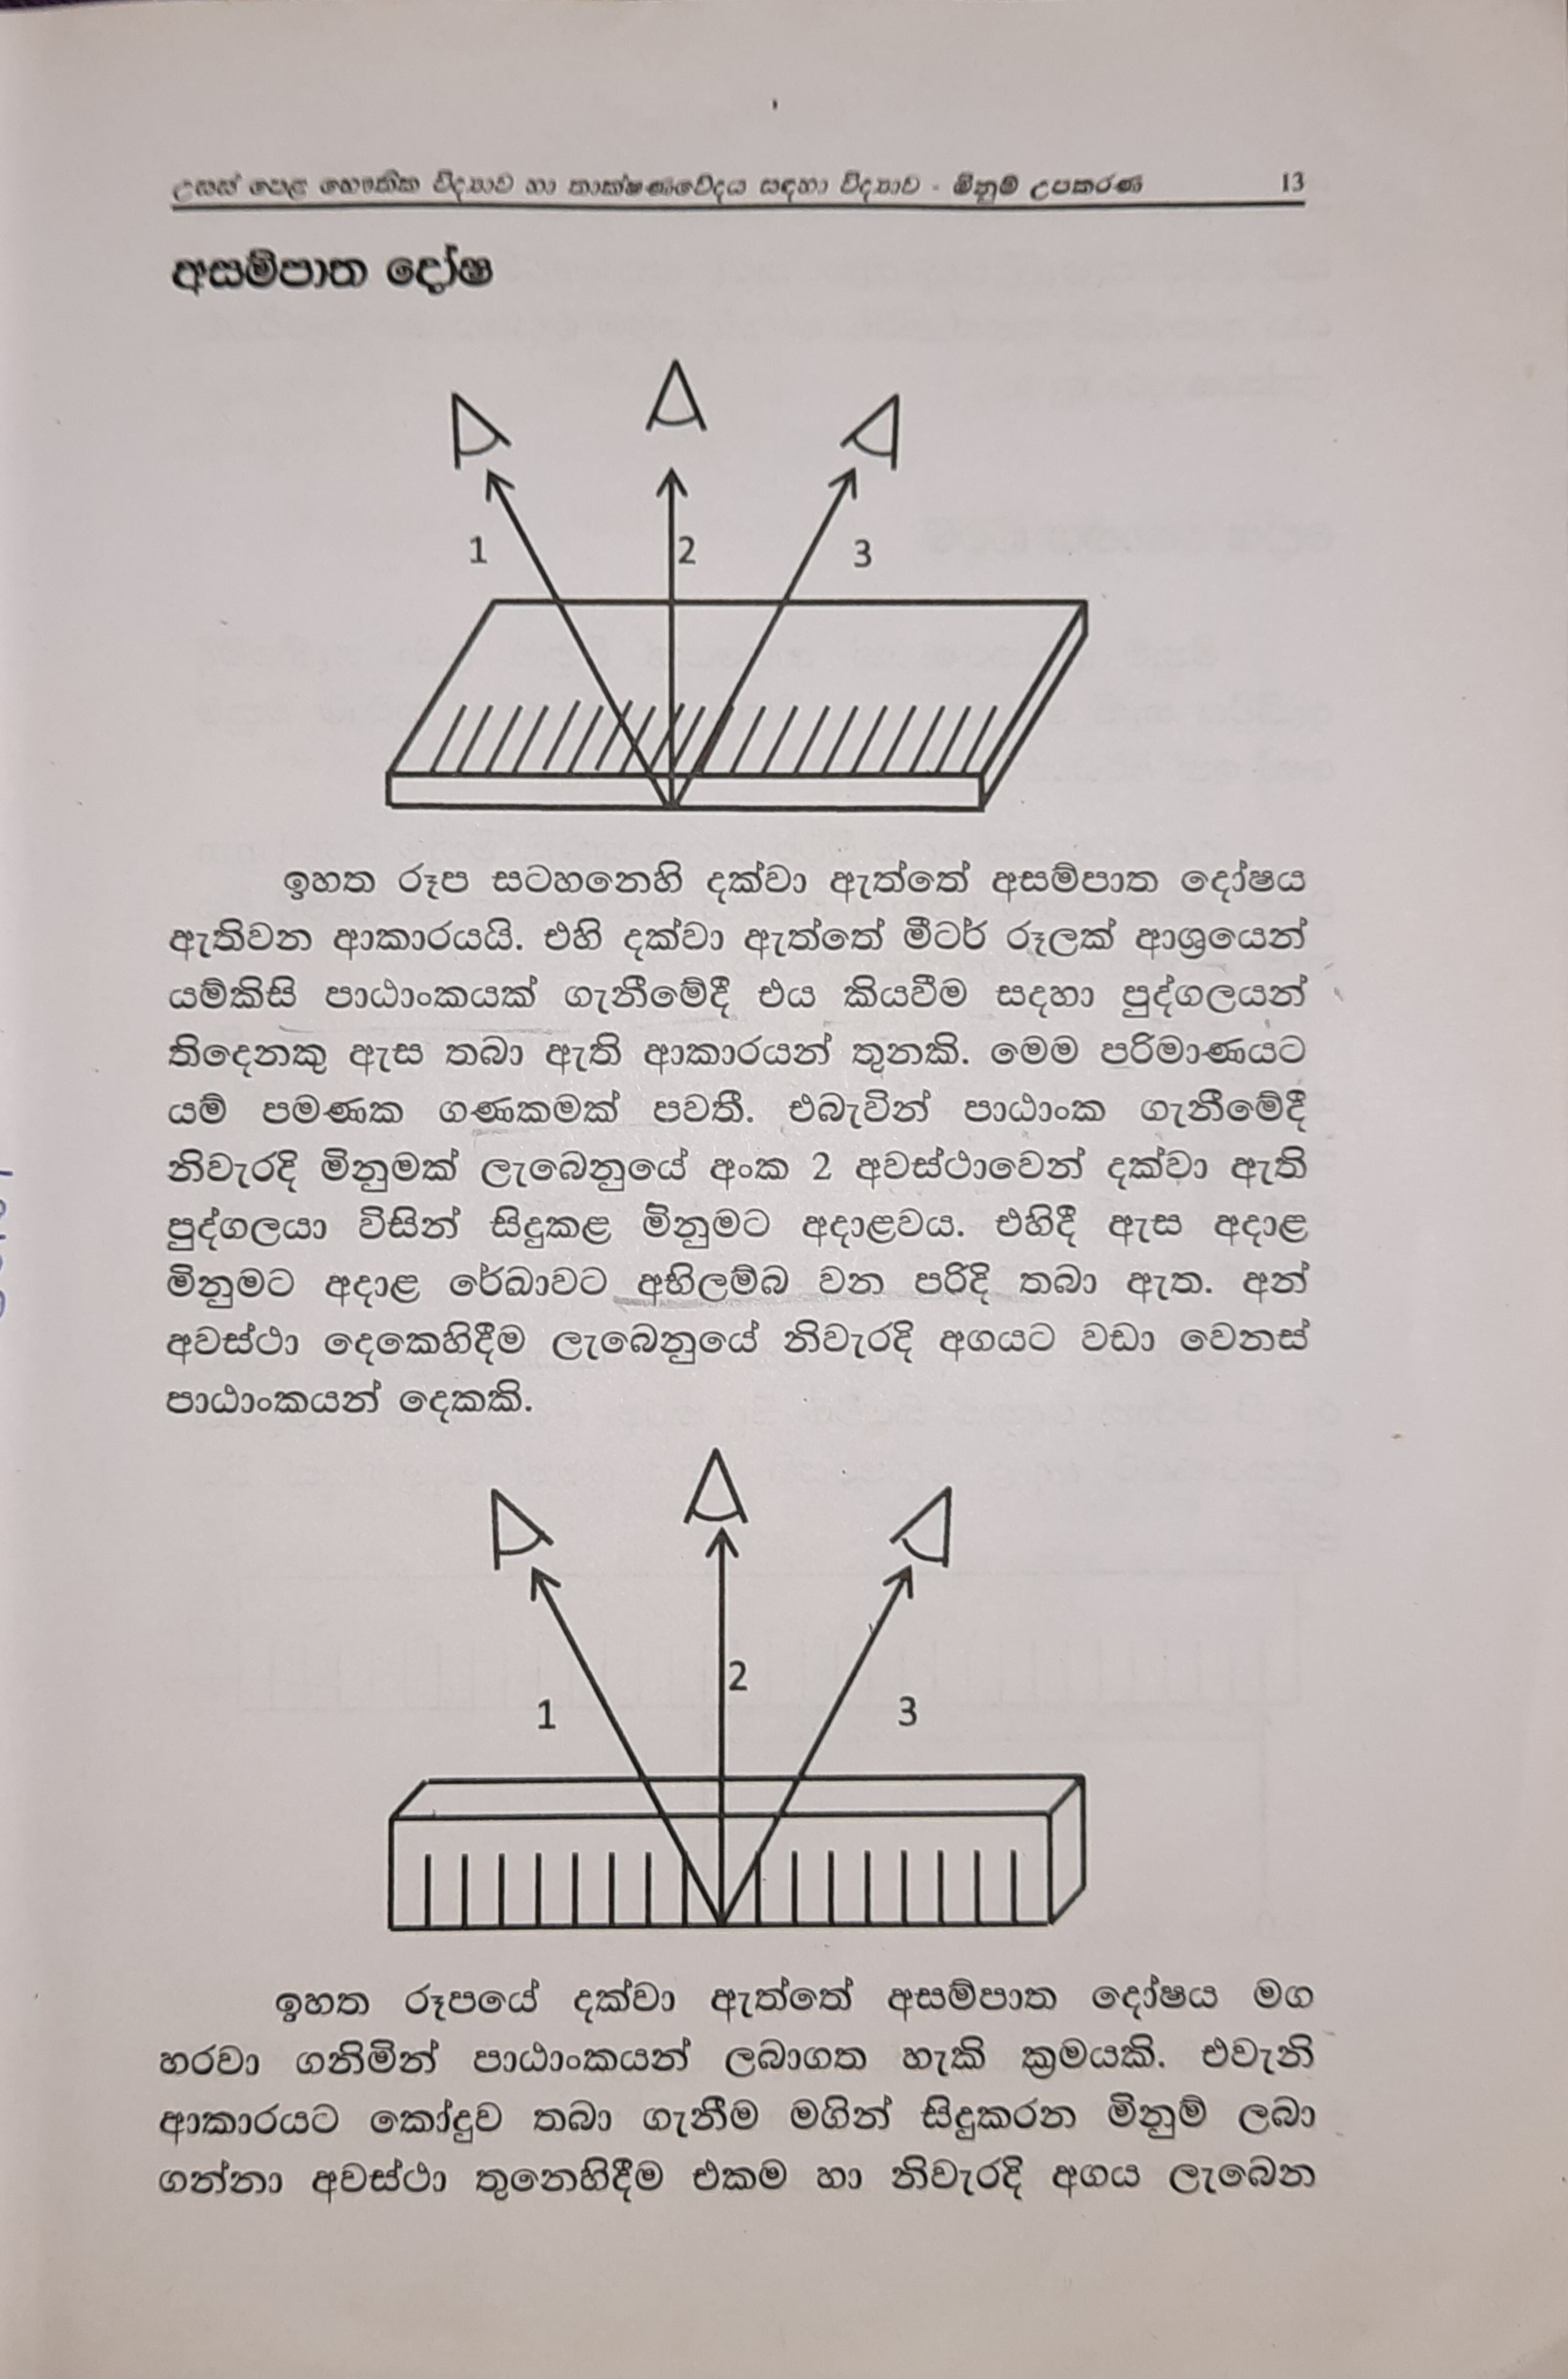 උසස් පෙළ භෞතික විද්‍යාව හා තාක්ෂණවේදය සඳහා විද්‍යාව - මිනුම් උපකරණ 13
අසම්පාත දෝෂ
1 2 3
ඉහත රූප සටහනෙහි දක්වා ඇත්තේ අසම්පාත දෝෂය
ඇතිවන ආකාරයයි. එහි දක්වා ඇත්තේ මීටර් රූලක් ආශ්‍රයෙන්
යම්කිසි පාඨාංකයක් ගැනීමේදී එය කියවීම සඳහා පුද්ගලයන්
තිදෙනකු ඇස තබා ඇති ආකාරයන් තුනකි. මෙම පරිමාණයට
යම් පමණක ගණකමක් පවතී. එබැවින් පාඨාංක ගැනීමේදී
නිවැරදි මිනුමක් ලැබෙනුයේ අංක 2 අවස්ථාවෙන් දක්වා ඇති
පුද්ගලයා විසින් සිදුකළ මිනුමට අදාළවය. එහිදී ඇස අදාළ
මිනුමට අදාළ රේඛාවට අභිලම්බ වන පරිදි තබා ඇත. අන්
අවස්ථා දෙකෙහිදීම ලැබෙනුයේ නිවැරදි අගයට වඩා වෙනස්
පාඨාංකයන් දෙකකි.
1 2 3
ඉහත රූපයේ දක්වා ඇත්තේ අසම්පාත දෝෂය මග
හරවා ගනිමින් පාඨාංකයන් ලබාගත හැකි ක්‍රමයකි. එවැනි
ආකාරයට කෝදුව තබා ගැනීම මගින් සිදුකරන මිනුම් ලබා
ගන්නා අවස්ථා තුනෙහිදීම එකම හා නිවැරදි අගය ලැබෙන